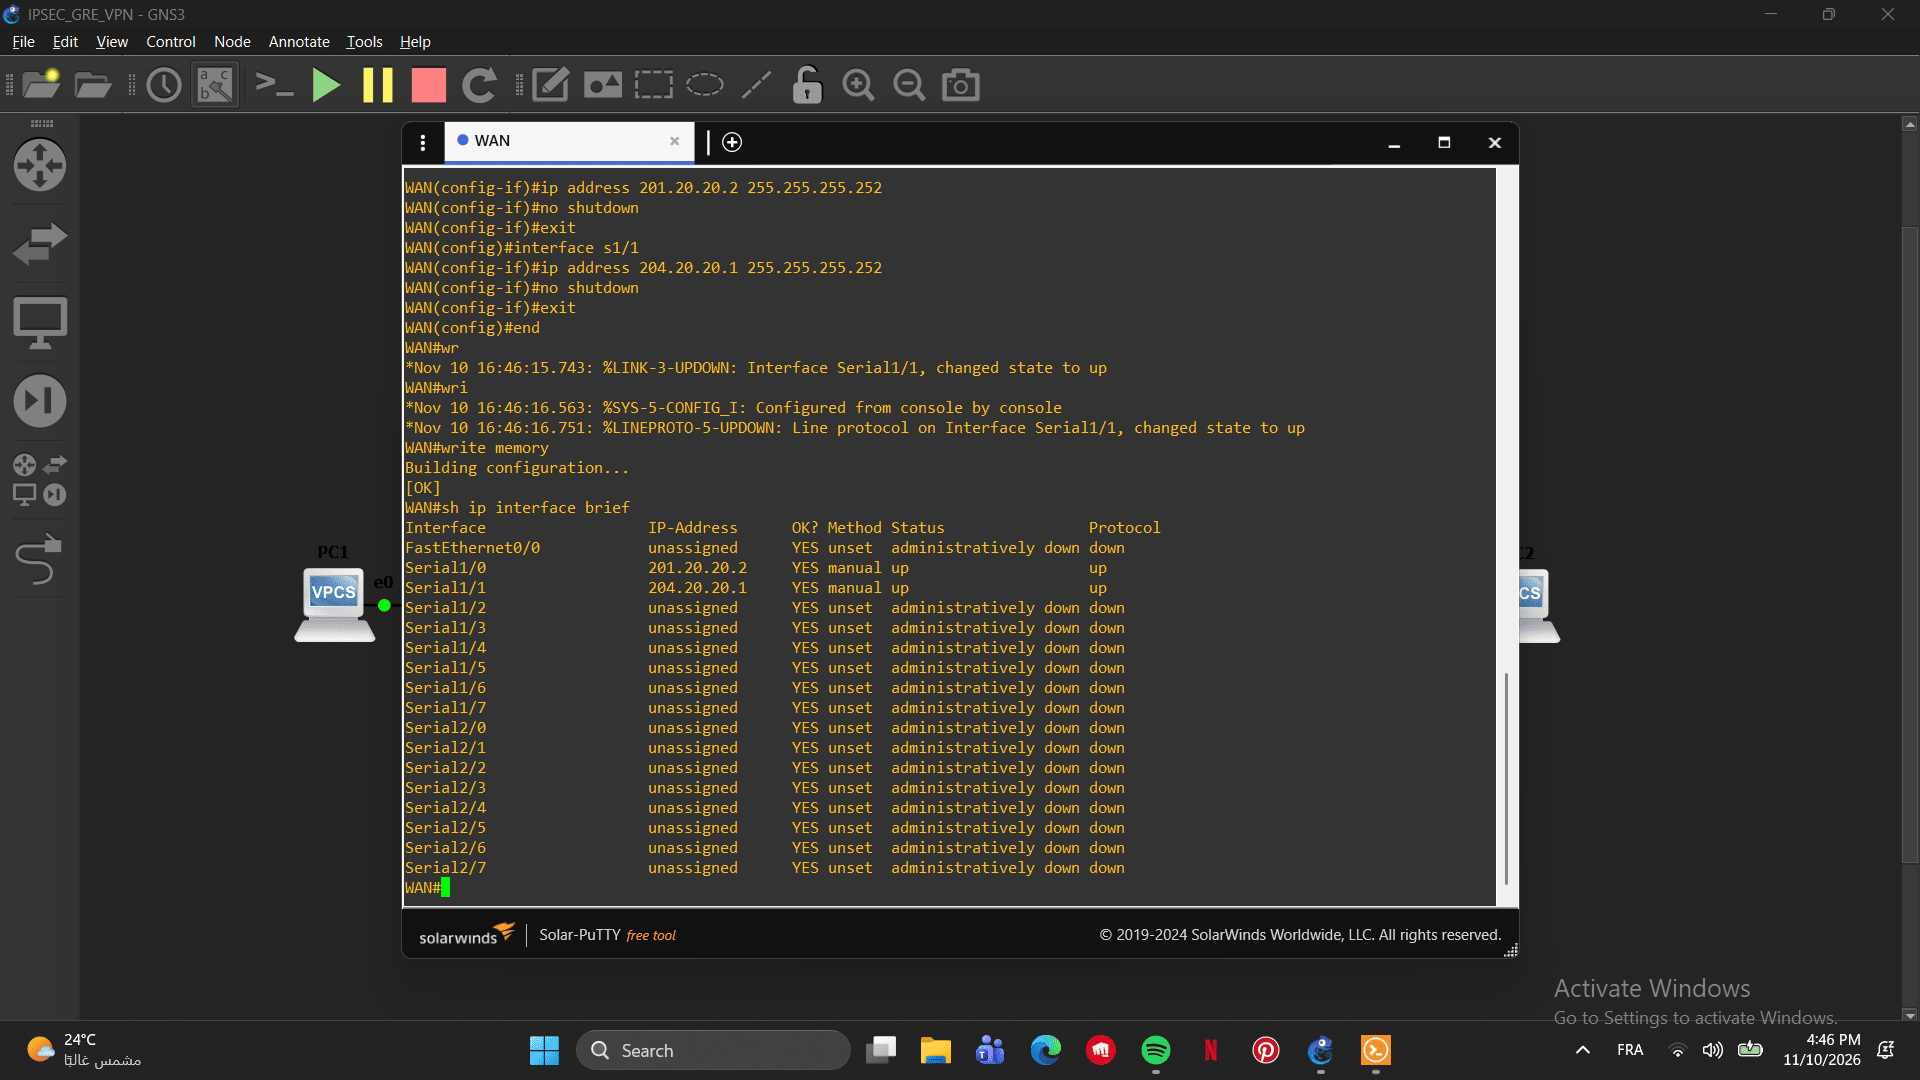 IPSEC_GRE_VPN - GNS3
File Edit View Control Node Annotate Tools Help
WAN
WAN(config-if)#ip address 201.20.20.2 255.255.255.252
WAN(config-if)#no shutdown
WAN(config-if)#exit
WAN(config)#interface s1/1
WAN(config-if)#ip address 204.20.20.1 255.255.255.252
WAN(config-if)#no shutdown
WAN(config-if)#exit
WAN(config)#end
WAN#wr
*Nov 10 16:46:15.743: %LINK-3-UPDOWN: Interface Serial1/1, changed state to up
WAN#wri
*Nov 10 16:46:16.563: %SYS-5-CONFIG_I: Configured from console by console
*Nov 10 16:46:16.751: %LINEPROTO-5-UPDOWN: Line protocol on Interface Serial1/1, changed state to up
WAN#write memory
Building configuration...
[OK]
WAN#sh ip interface brief
Interface IP-Address OK? Method Status Protocol
FastEthernet0/0 unassigned YES unset administratively down down
Serial1/0 201.20.20.2 YES manual up up
Serial1/1 204.20.20.1 YES manual up up
Serial1/2 unassigned YES unset administratively down down
Serial1/3 unassigned YES unset administratively down down
Serial1/4 unassigned YES unset administratively down down
Serial1/5 unassigned YES unset administratively down down
Serial1/6 unassigned YES unset administratively down down
Serial1/7 unassigned YES unset administratively down down
Serial2/0 unassigned YES unset administratively down down
Serial2/1 unassigned YES unset administratively down down
Serial2/2 unassigned YES unset administratively down down
Serial2/3 unassigned YES unset administratively down down
Serial2/4 unassigned YES unset administratively down down
Serial2/5 unassigned YES unset administratively down down
Serial2/6 unassigned YES unset administratively down down
Serial2/7 unassigned YES unset administratively down down
WAN#
PC1
VPCS
e0
C2
CS
solarwinds
Solar-PuTTY free tool
© 2019-2024 SolarWinds Worldwide, LLC. All rights reserved.
Activate Windows
Go to Settings to activate Windows.
24°C
مشمس غالبًا
Search
FRA
4:46 PM
11/10/2026